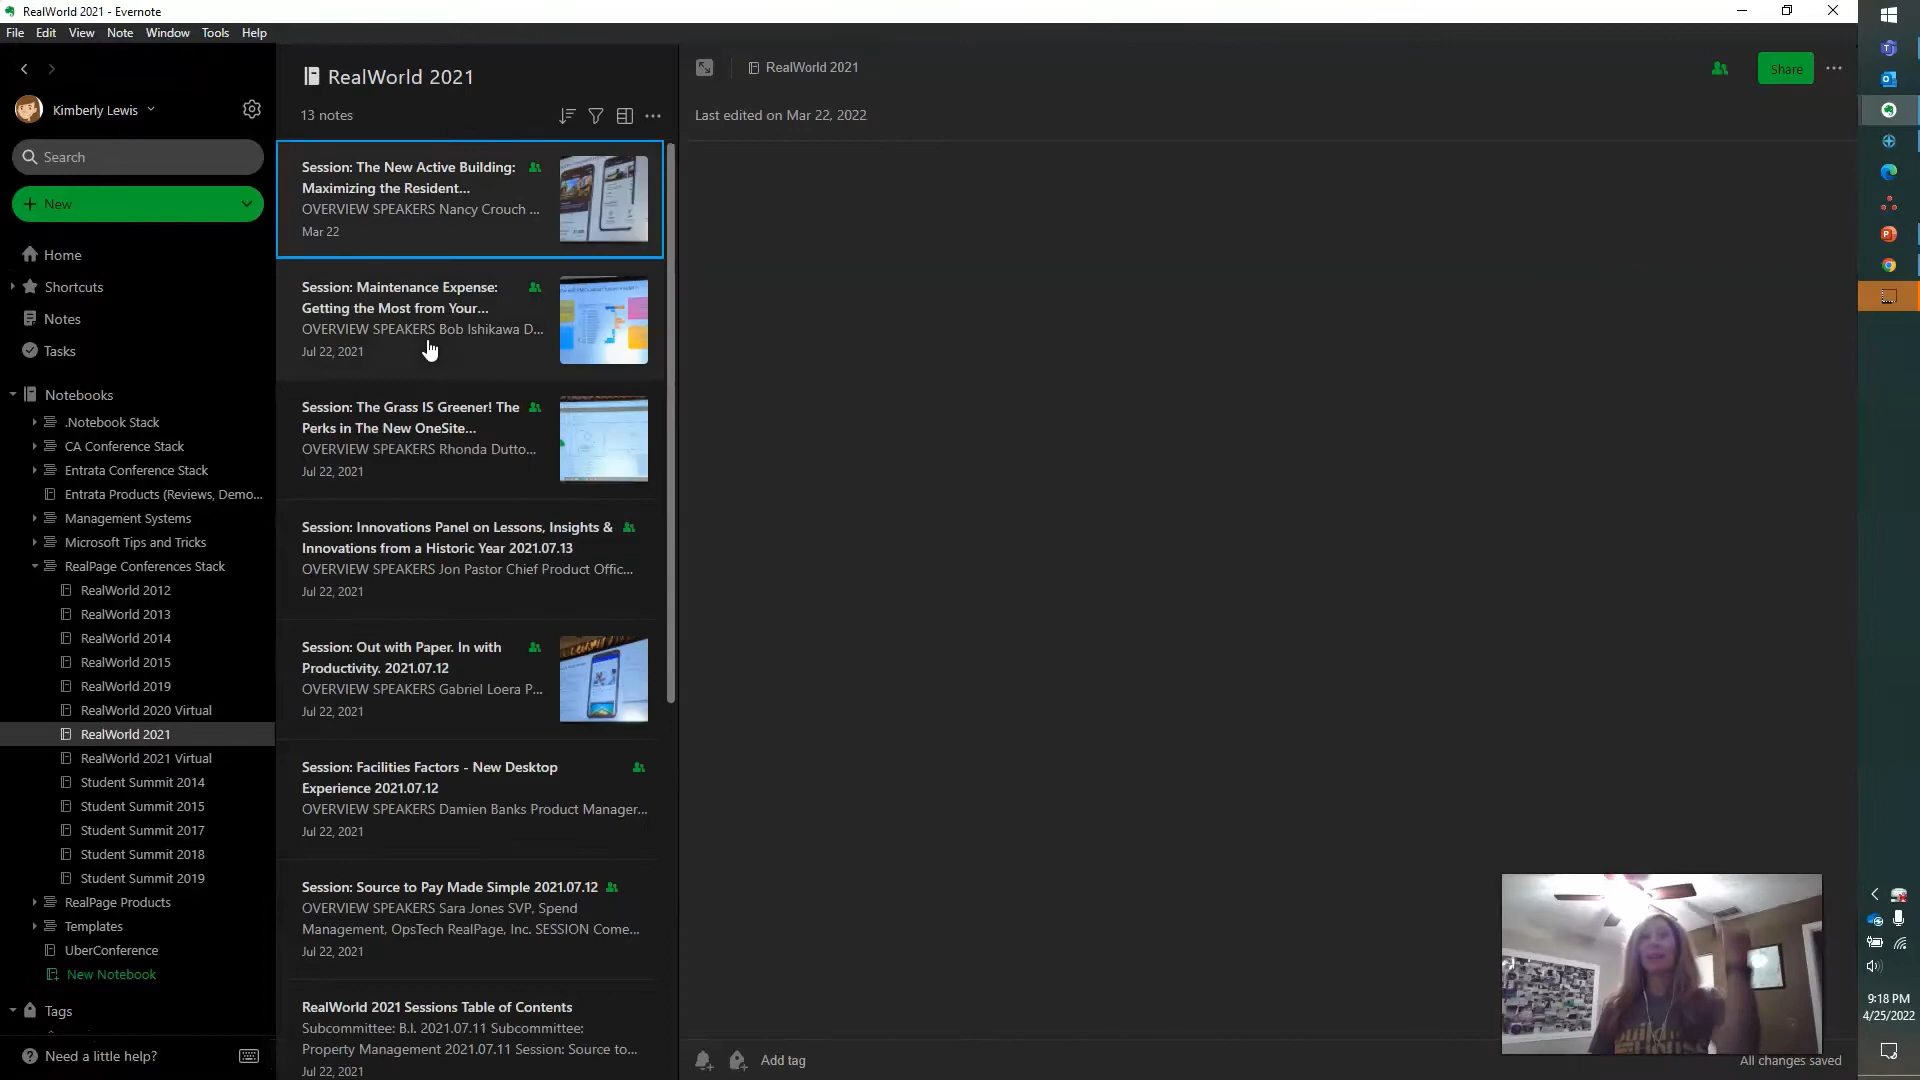 RealWorld 2021 - Evernote
File Edit View Note Window Tools Help
Kimberly Lewis
Search
New
Home
Shortcuts
Notes
Tasks
Notebooks
.Notebook Stack
CA Conference Stack
Entrata Conference Stack
Entrata Products (Reviews, Demo...
Management Systems
Microsoft Tips and Tricks
RealPage Conferences Stack
RealWorld 2012
RealWorld 2013
RealWorld 2014
RealWorld 2015
RealWorld 2019
RealWorld 2020 Virtual
RealWorld 2021
RealWorld 2021 Virtual
Student Summit 2014
Student Summit 2015
Student Summit 2017
Student Summit 2018
Student Summit 2019
RealPage Products
Templates
UberConference
New Notebook
Tags
Need a little help?
RealWorld 2021
13 notes
Session: The New Active Building:
Maximizing the Resident...
OVERVIEW SPEAKERS Nancy Crouch ...
Mar 22
Session: Maintenance Expense:
Getting the Most from Your...
OVERVIEW SPEAKERS Bob Ishikawa D...
Jul 22, 2021
Session: The Grass IS Greener! The
Perks in The New OneSite...
OVERVIEW SPEAKERS Rhonda Dutto...
Jul 22, 2021
Session: Innovations Panel on Lessons, Insights &
Innovations from a Historic Year 2021.07.13
OVERVIEW SPEAKERS Jon Pastor Chief Product Offic...
Jul 22, 2021
Session: Out with Paper. In with
Productivity. 2021.07.12
OVERVIEW SPEAKERS Gabriel Loera P...
Jul 22, 2021
Session: Facilities Factors - New Desktop
Experience 2021.07.12
OVERVIEW SPEAKERS Damien Banks Product Manager...
Jul 22, 2021
Session: Source to Pay Made Simple 2021.07.12
OVERVIEW SPEAKERS Sara Jones SVP, Spend
Management, OpsTech RealPage, Inc. SESSION Come...
Jul 22, 2021
RealWorld 2021 Sessions Table of Contents
Subcommittee: B.I. 2021.07.11 Subcommittee:
Property Management 2021.07.11 Session: Source to...
Jul 22, 2021
RealWorld 2021
Share
Last edited on Mar 22, 2022
Add tag
All changes saved
9:18 PM
4/25/2022